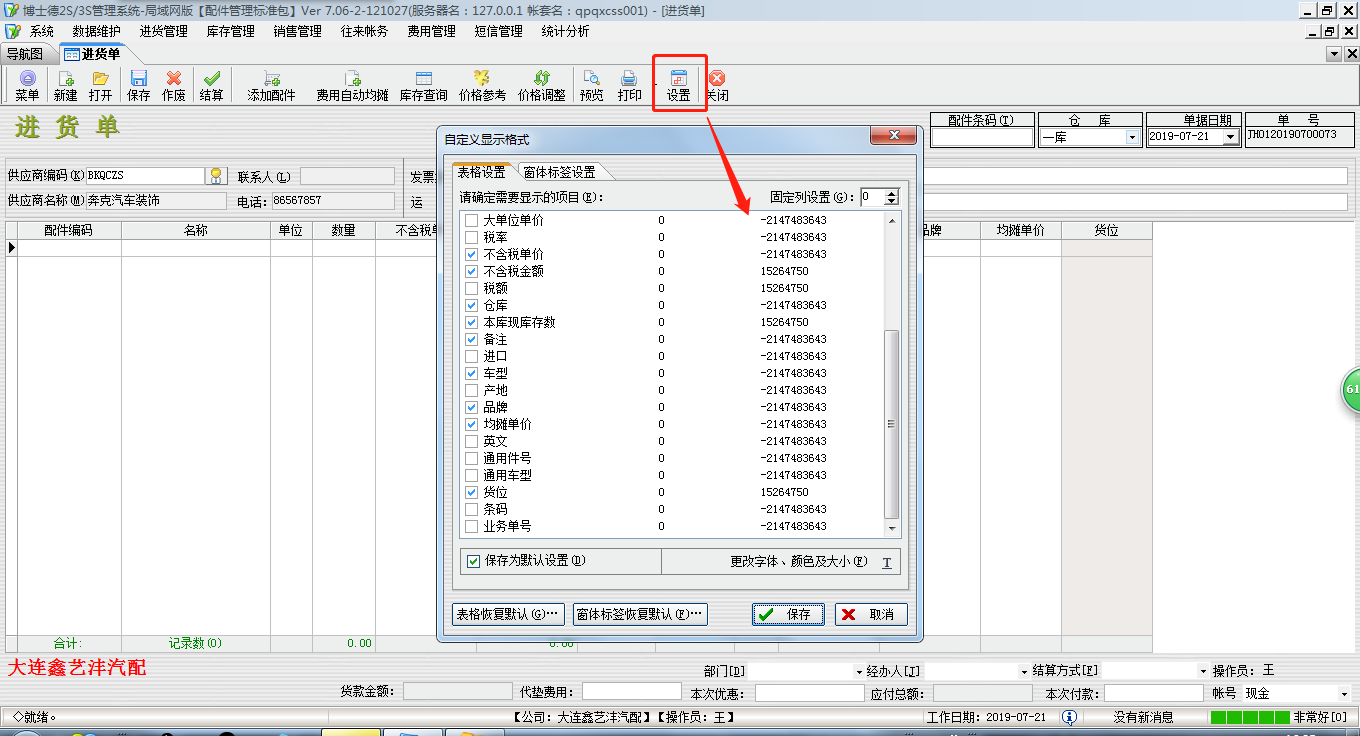 博士德2S/3S管理系统-局域网版【配件管理标准包】Ver 7.06-2-121027(服务器名：127.0.0.1 帐套名：qpqxcss001) - [进货单]
系统 数据维护 进货管理 库存管理 销售管理 往来帐务 费用管理 短信管理 统计分析
导航图 进货单
菜单 新建 打开 保存 作废 结算 添加配件 费用自动均摊 库存查询 价格参考 价格调整 预览 打印 设置 关闭
进 货 单
配件条码(T) 仓 库 单据日期 单 号
一库 2019-07-21 JH0120190700073
供应商编码(K) BKQCZS 联系人(L) 发票
供应商名称(M) 奔克汽车装饰 电话: 86567857 运
配件编码 名称 单位 数量 不含税单 品牌 均摊单价 货位
自定义显示格式
表格设置 窗体标签设置
请确定需要显示的项目(E): 固定列设置(G): 0
大单位单价 0 -2147483643
税率 0 -2147483643
不含税单价 0 -2147483643
不含税金额 0 15264750
税额 0 15264750
仓库 0 -2147483643
本库现库存数 0 15264750
备注 0 -2147483643
进口 0 -2147483643
车型 0 -2147483643
产地 0 -2147483643
品牌 0 -2147483643
均摊单价 0 -2147483643
英文 0 -2147483643
通用件号 0 -2147483643
通用车型 0 -2147483643
货位 0 15264750
条码 0 -2147483643
业务单号 0 -2147483643
保存为默认设置(D) 更改字体、颜色及大小(F) T
表格恢复默认(G)… 窗体标签恢复默认(F)… 保存 取消
合计: 记录数(0) 0.00 0.00
大连鑫艺沣汽配
部门[D] 经办人[J] 结算方式[F] 操作员: 王
货款金额: 代垫费用: 本次优惠: 应付总额: 本次付款: 帐号 现金
◇就绪。 【公司: 大连鑫艺沣汽配】【操作员: 王】 工作日期: 2019-07-21 没有新消息 非常好[0]
61